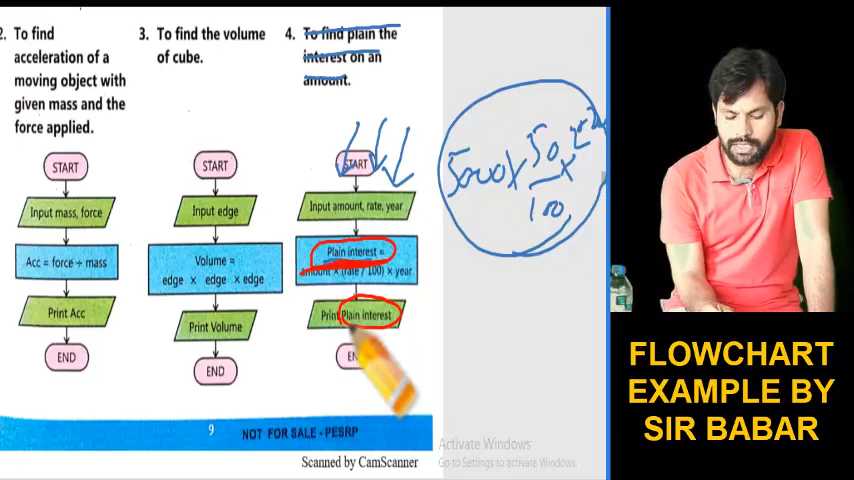 2. To find
acceleration of a
moving object with
given mass and the
force applied.
START
Input mass, force
Acc = force ÷ mass
Print Acc
END
3. To find the volume
of cube.
START
Input edge
Volume =
edge × edge × edge
Print Volume
END
4. To find plain the
interest on an
amount.
START
Input amount, rate, year
Plain interest =
amount × (rate / 100) × year
Print Plain interest
5000 × 50 ×
100
9 NOT FOR SALE - PESRP
Scanned by CamScanner
Activate Windows
Go to Settings to activate Windows.
FLOWCHART
EXAMPLE BY
SIR BABAR